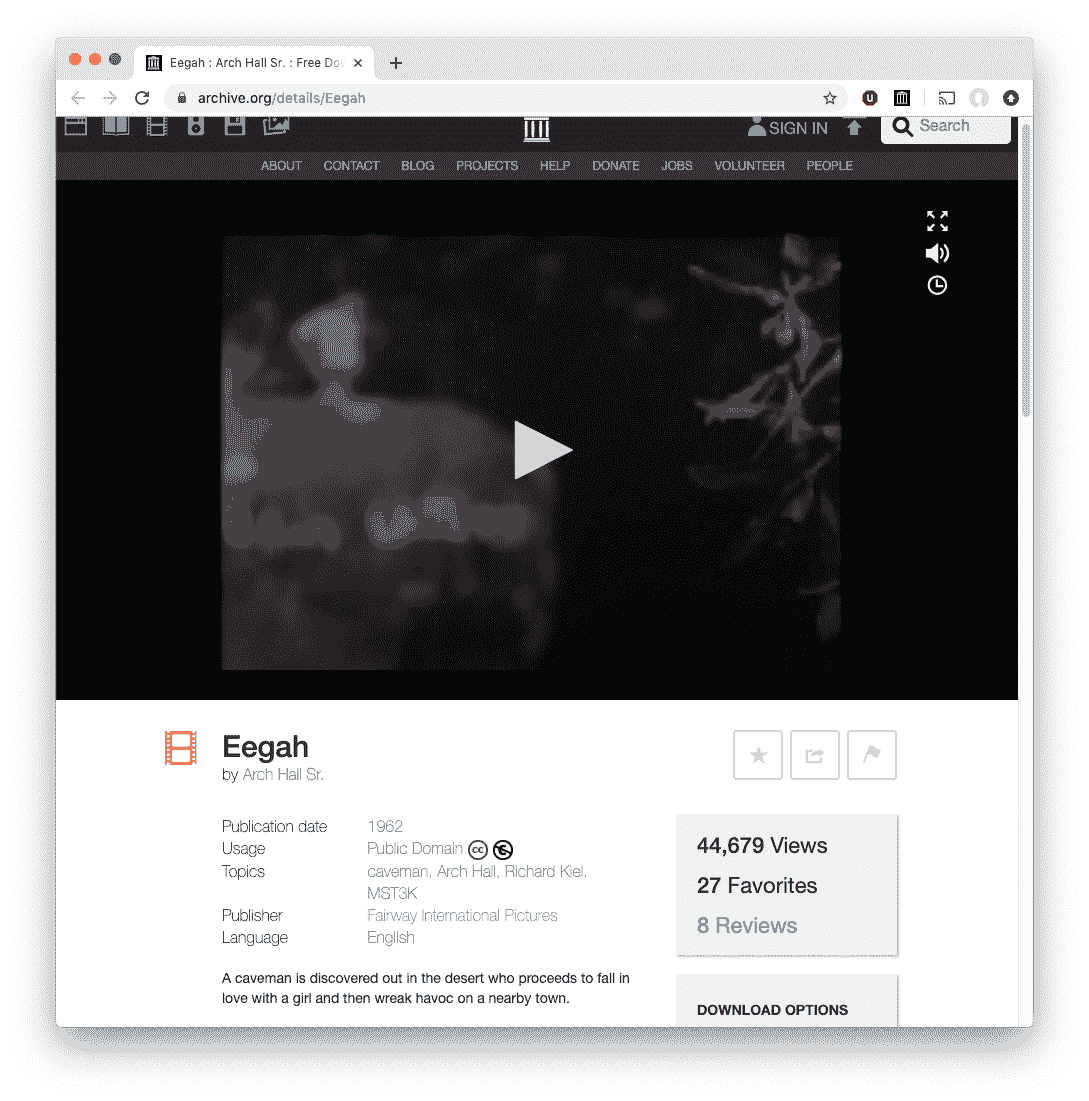 Eegah : Arch Hall Sr. : Free Dov
archive.org/details/Eegah
SIGN IN
Search
ABOUT CONTACT BLOG PROJECTS HELP DONATE JOBS VOLUNTEER PEOPLE
Eegah
by Arch Hall Sr.
Publication date 1962
Usage Public Domain
Topics caveman, Arch Hall, Richard Kiel,
MST3K
Publisher Fairway International Pictures
Language English
A caveman is discovered out in the desert who proceeds to fall in
love with a girl and then wreak havoc on a nearby town.
44,679 Views
27 Favorites
8 Reviews
DOWNLOAD OPTIONS